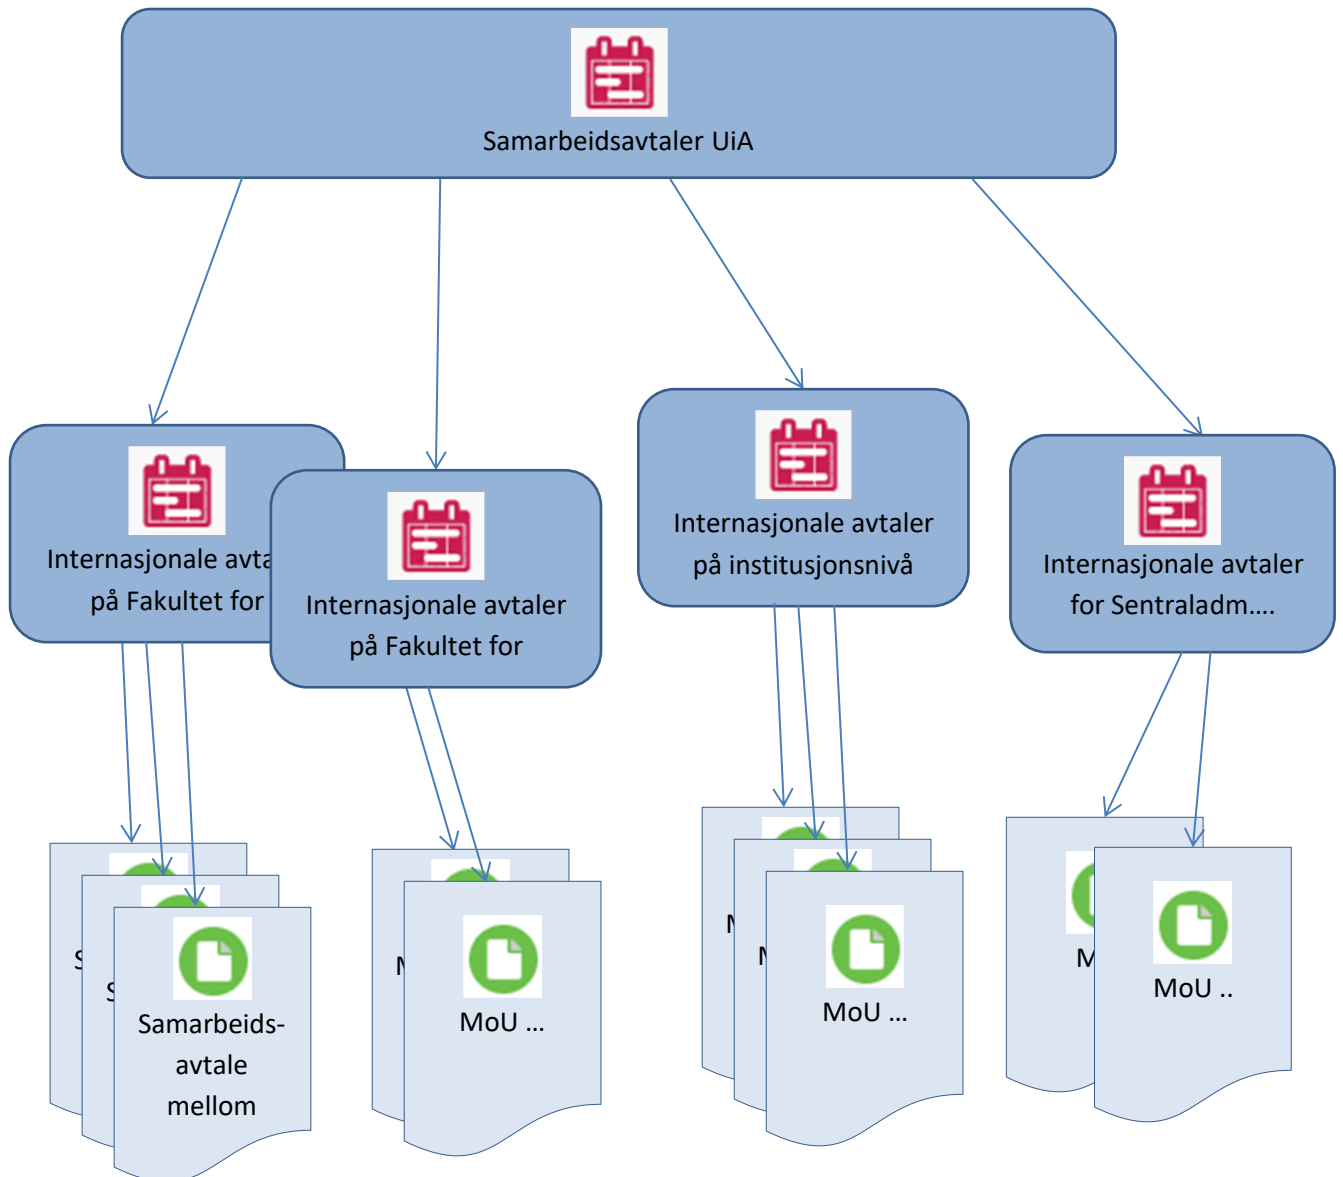 Samarbeidsavtaler UiA
Internasjonale
på Fakultet for
Internasjonale avtaler
på Fakultet for
Internasjonale avtaler
på institusjonsnivå
Internasjonale avtaler
for Sentraladm....
Samarbeids-
avtale
mellom
MoU ...
MoU ...
MoU ..